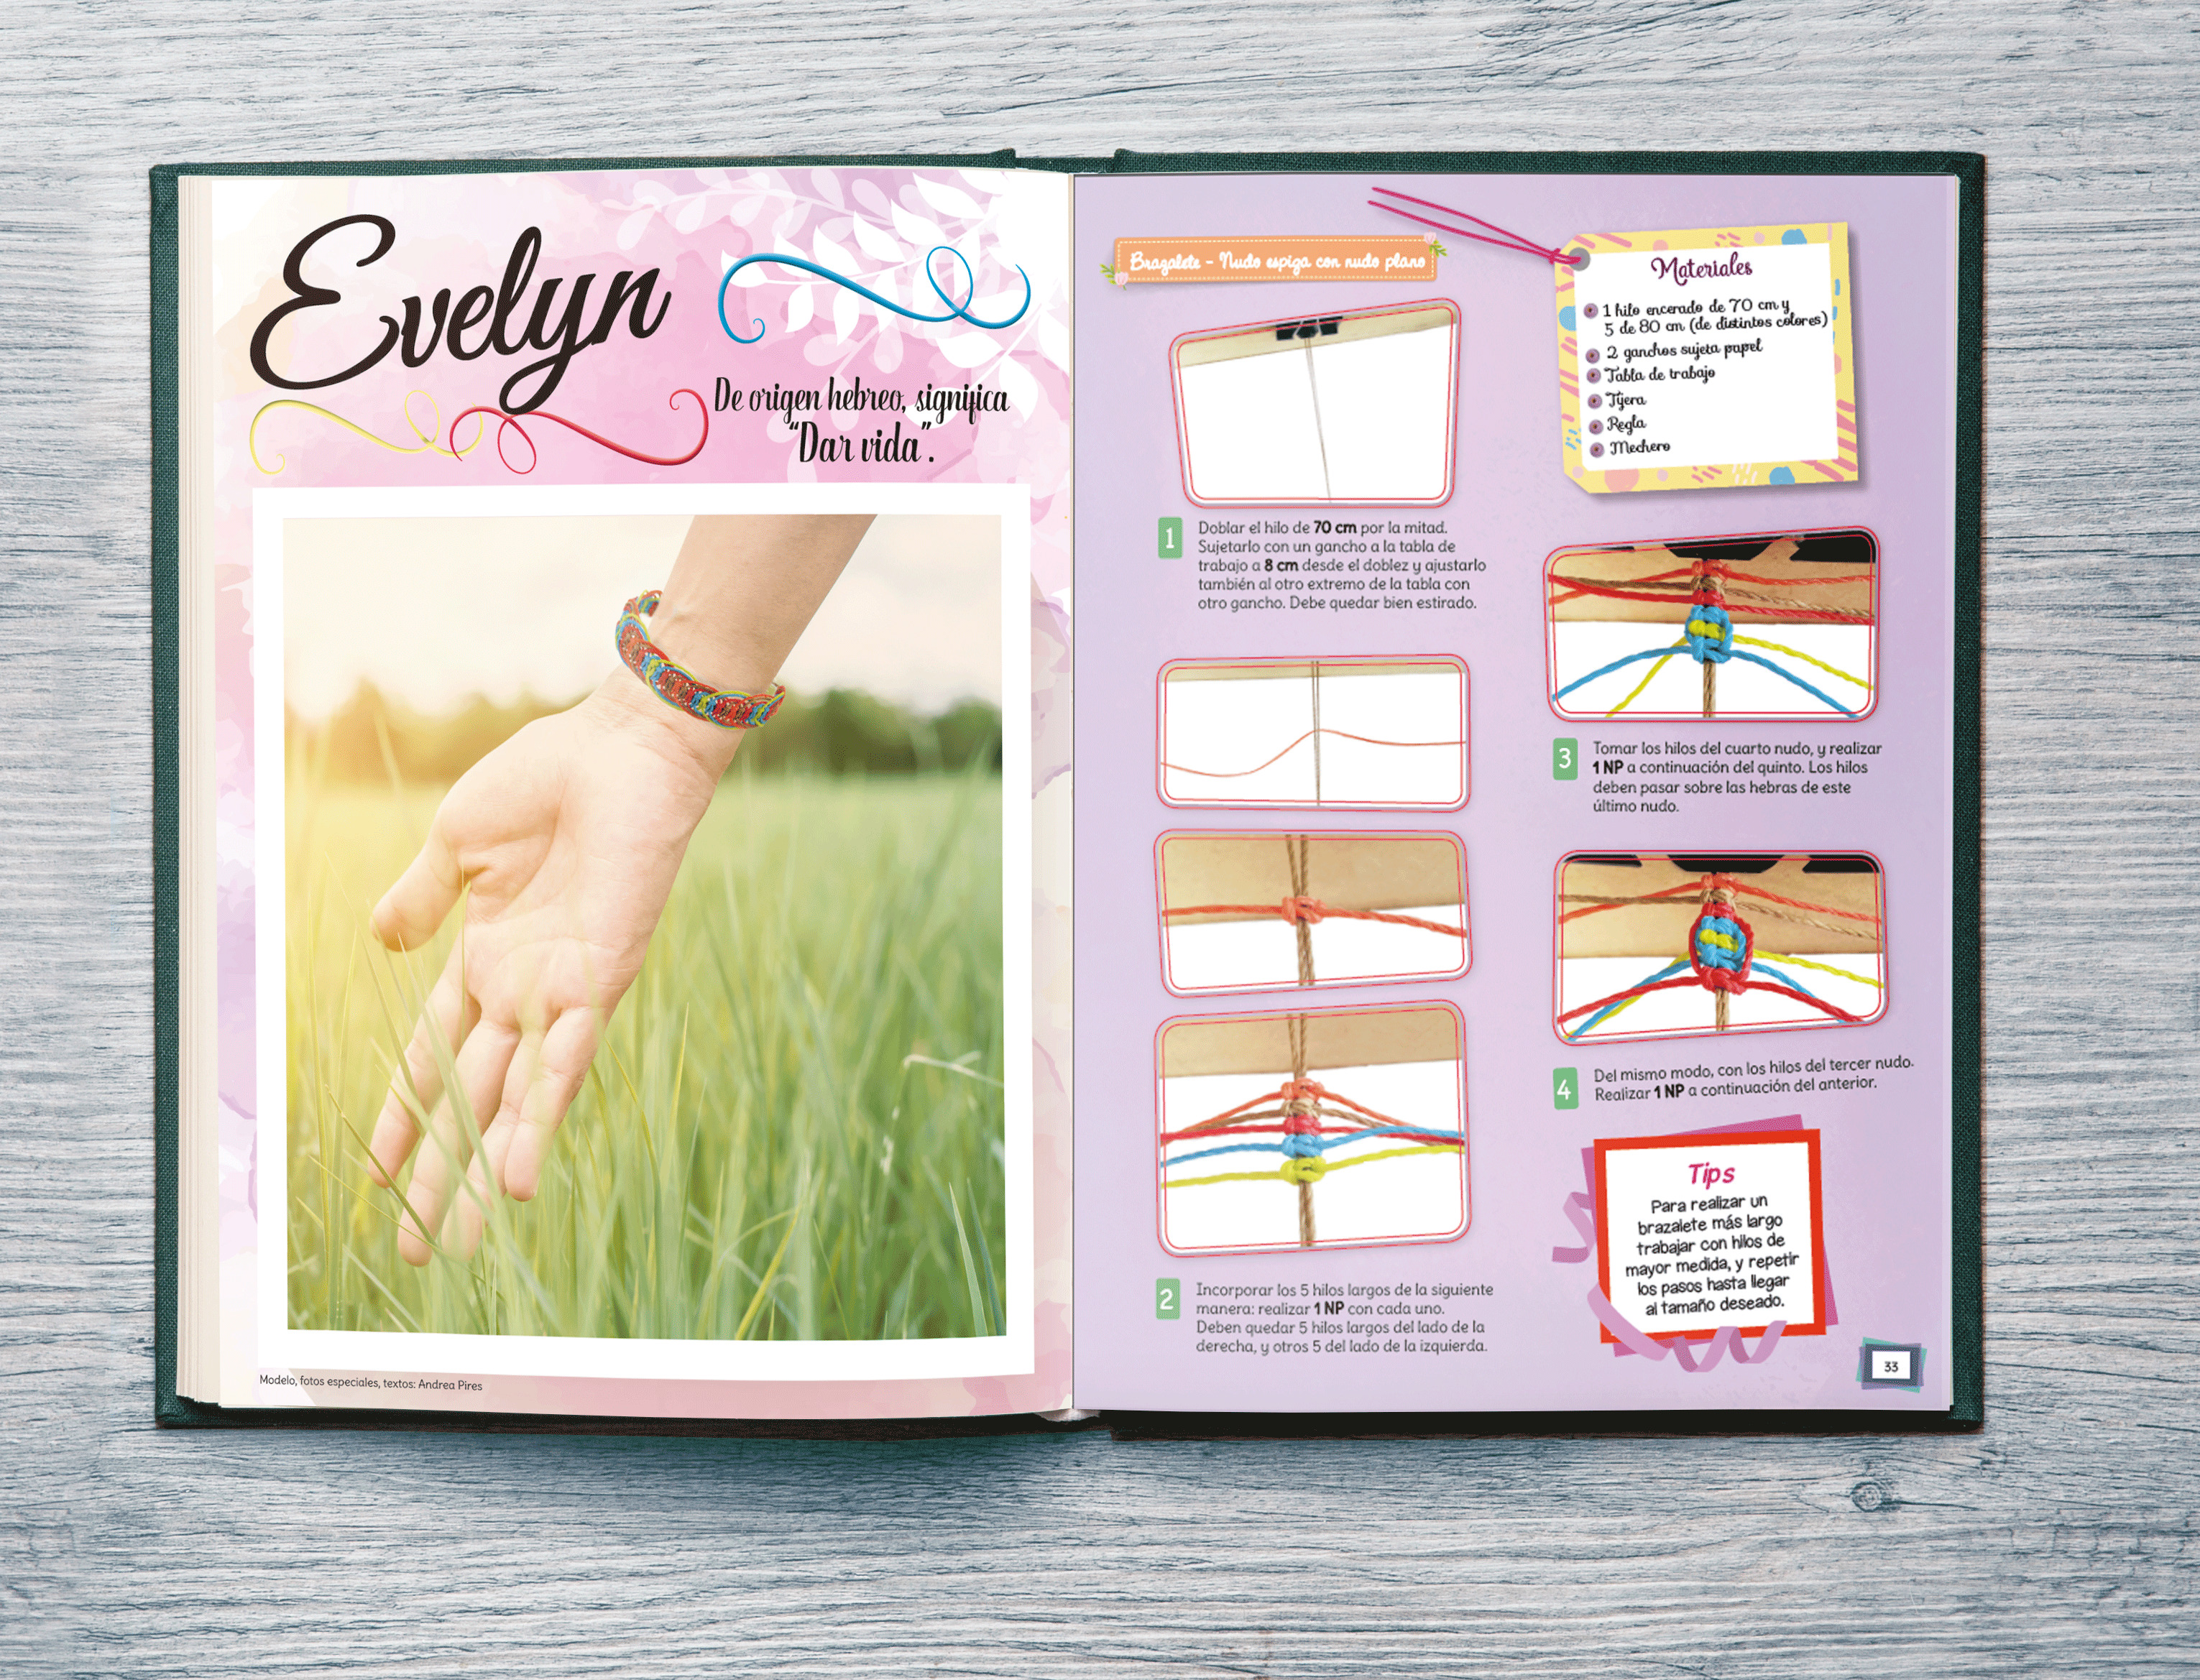 Evelyn
De origen hebreo, significa
“Dar vida”.
Modelo, fotos especiales, textos: Andrea Pires
Brazalete - Nudo espiga con nudo plano
Materiales
1 hilo encerado de 70 cm y
5 de 80 cm (de distintos colores)
2 ganchos sujeta papel
Tabla de trabajo
Tijera
Regla
Mechero
1
Doblar el hilo de 70 cm por la mitad.
Sujetarlo con un gancho a la tabla de
trabajo a 8 cm desde el doblez y ajustarlo
también al otro extremo de la tabla con
otro gancho. Debe quedar bien estirado.
2
Incorporar los 5 hilos largos de la siguiente
manera: realizar 1 NP con cada uno.
Deben quedar 5 hilos largos del lado de la
derecha, y otros 5 del lado de la izquierda.
3
Tomar los hilos del cuarto nudo, y realizar
1 NP a continuación del quinto. Los hilos
deben pasar sobre las hebras de este
último nudo.
4
Del mismo modo, con los hilos del tercer nudo.
Realizar 1 NP a continuación del anterior.
Tips
Para realizar un
brazalete más largo
trabajar con hilos de
mayor medida, y repetir
los pasos hasta llegar
al tamaño deseado.
33